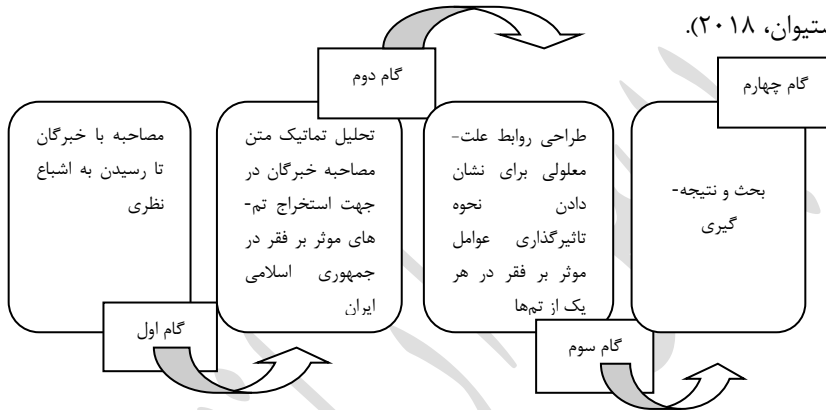 ستیوان، ۲۰۱۸).
گام اول
مصاحبه با خبرگان
تا رسیدن به اشباع
نظری
گام دوم
تحلیل تماتیک متن
مصاحبه خبرگان در
جهت استخراج تم-
های موثر بر فقر در
جمهوری اسلامی
ایران
گام سوم
طراحی روابط علت-
معلولی برای نشان
دادن نحوه
تاثیرگذاری عوامل
موثر بر فقر در هر
یک از تم‌ها
گام چهارم
بحث و نتیجه-
گیری